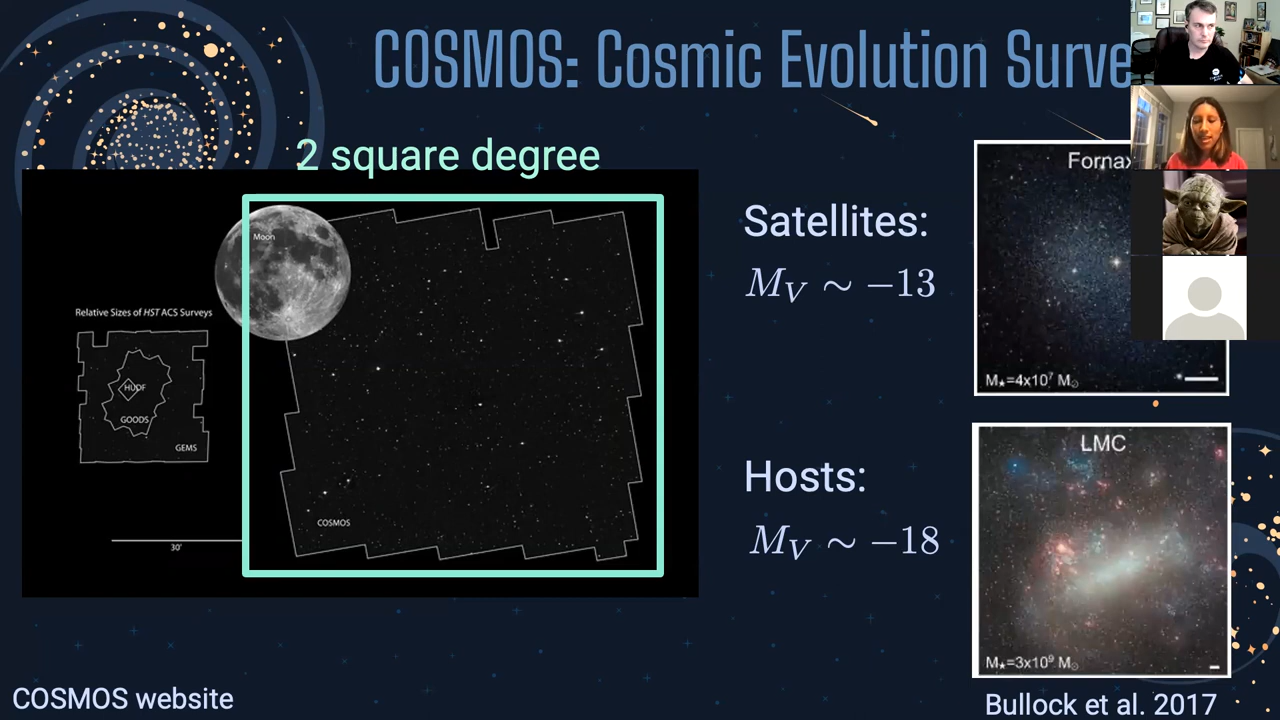 COSMOS: Cosmic Evolution Surve
2 square degree
Moon
Relative Sizes of HST ACS Surveys
HUDF
GOODS
GEMS
COSMOS
30'
Satellites:
M_V ∼ −13
Fornax
M⋆=4x10⁷ M☉
Hosts:
M_V ∼ −18
LMC
M⋆=3x10⁹ M☉
COSMOS website
Bullock et al. 2017